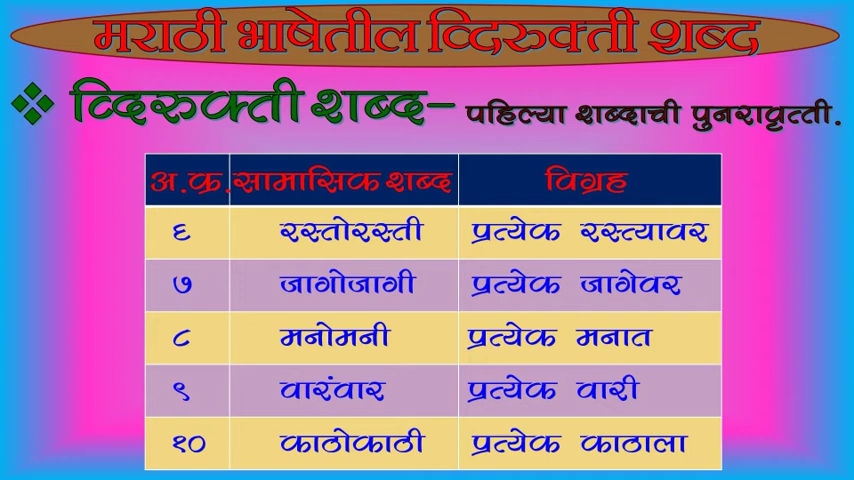 मराठी भाषेतील व्दिरुक्ती शब्द
व्दिरुक्ती शब्द- पहिल्या शब्दाची पुनरावृत्ती.
अ.क्र. सामासिक शब्द विग्रह
६ रस्तोरस्ती प्रत्येक रस्त्यावर
७ जागोजागी प्रत्येक जागेवर
८ मनोमनी प्रत्येक मनात
९ वारंवार प्रत्येक वारी
१० काठोकाठी प्रत्येक काठाला